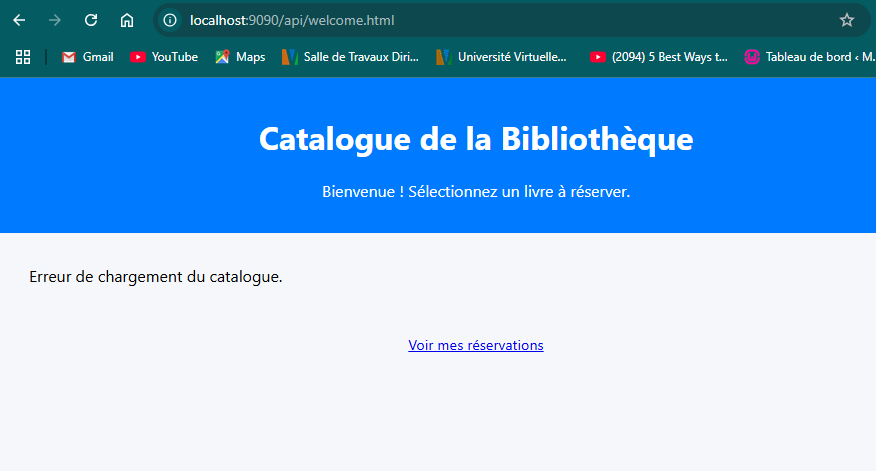 localhost:9090/api/welcome.html
Gmail YouTube Maps Salle de Travaux Diri... Université Virtuelle... (2094) 5 Best Ways t... Tableau de bord ‹ M.
Catalogue de la Bibliothèque
Bienvenue ! Sélectionnez un livre à réserver.
Erreur de chargement du catalogue.
Voir mes réservations